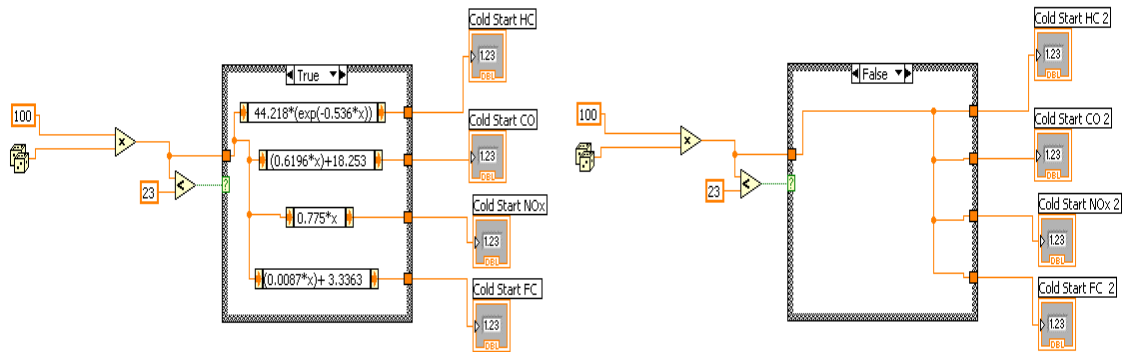 Cold Start HC
1.23
DBL
True
44.218*(exp(-0.536*x))
100
x
Cold Start CO
1.23
DBL
(0.6196*x)+18.253
<
?
23
Cold Start NOx
1.23
DBL
0.775*x
(0.0087*x)+ 3.3363
Cold Start FC
1.23
DBL
Cold Start HC 2
1.23
DBL
False
100
x
Cold Start CO 2
1.23
DBL
<
?
23
Cold Start NOx 2
1.23
DBL
Cold Start FC 2
1.23
DBL